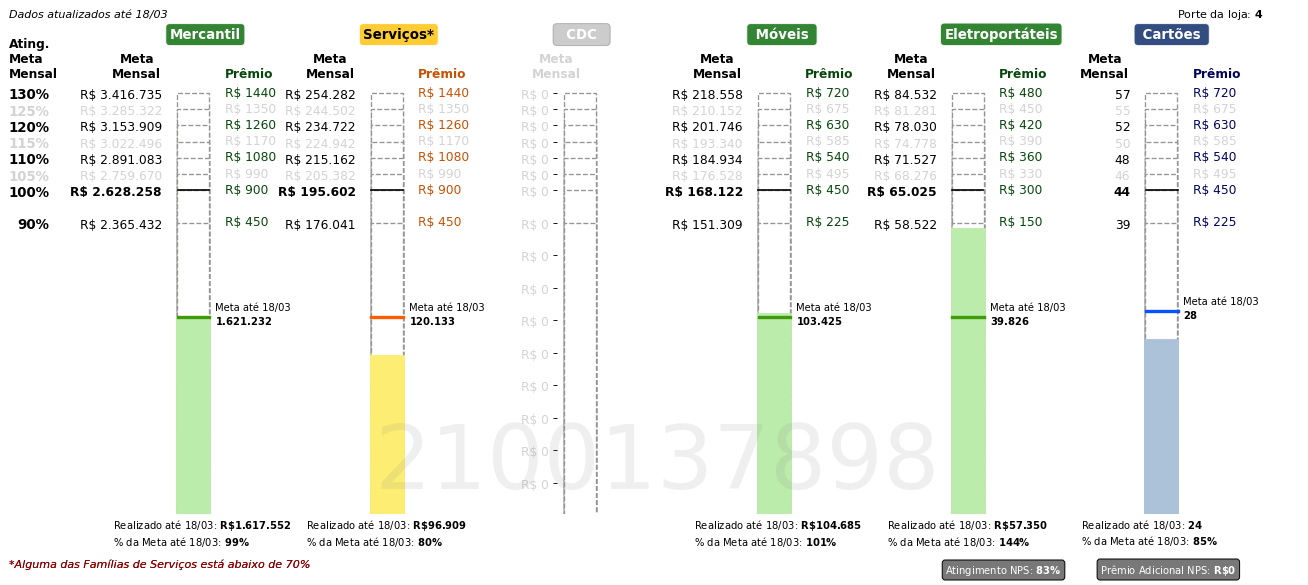 Dados atualizados até 18/03 Porte da loja: 4
Mercantil Serviços* CDC Móveis Eletroportáteis Cartões
Ating. Meta Mensal Meta Mensal Prêmio Meta Mensal Prêmio Meta Mensal Meta Mensal Prêmio Meta Mensal Prêmio Meta Mensal Prêmio
130% R$ 3.416.735 R$ 1440 R$ 254.282 R$ 1440 R$ 0 R$ 218.558 R$ 720 R$ 84.532 R$ 480 57 R$ 720
125% R$ 3.285.322 R$ 1350 R$ 244.502 R$ 1350 R$ 0 R$ 210.152 R$ 675 R$ 81.281 R$ 450 55 R$ 675
120% R$ 3.153.909 R$ 1260 R$ 234.722 R$ 1260 R$ 0 R$ 201.746 R$ 630 R$ 78.030 R$ 420 52 R$ 630
115% R$ 3.022.496 R$ 1170 R$ 224.942 R$ 1170 R$ 0 R$ 193.340 R$ 585 R$ 74.778 R$ 390 50 R$ 585
110% R$ 2.891.083 R$ 1080 R$ 215.162 R$ 1080 R$ 0 R$ 184.934 R$ 540 R$ 71.527 R$ 360 48 R$ 540
105% R$ 2.759.670 R$ 990 R$ 205.382 R$ 990 R$ 0 R$ 176.528 R$ 495 R$ 68.276 R$ 330 46 R$ 495
100% R$ 2.628.258 R$ 900 R$ 195.602 R$ 900 R$ 0 R$ 168.122 R$ 450 R$ 65.025 R$ 300 44 R$ 450
90% R$ 2.365.432 R$ 450 R$ 176.041 R$ 450 R$ 0 R$ 151.309 R$ 225 R$ 58.522 R$ 150 39 R$ 225
R$ 0
R$ 0
Meta até 18/03 Meta até 18/03 Meta até 18/03 Meta até 18/03 Meta até 18/03
1.621.232 120.133 R$ 0 103.425 39.826 28
R$ 0
R$ 0
R$ 0
R$ 0
R$ 0
2100137898
Realizado até 18/03: R$1.617.552 Realizado até 18/03: R$96.909 Realizado até 18/03: R$104.685 Realizado até 18/03: R$57.350 Realizado até 18/03: 24
% da Meta até 18/03: 99% % da Meta até 18/03: 80% % da Meta até 18/03: 101% % da Meta até 18/03: 144% % da Meta até 18/03: 85%
*Alguma das Famílias de Serviços está abaixo de 70% Atingimento NPS: 83% Prêmio Adicional NPS: R$0